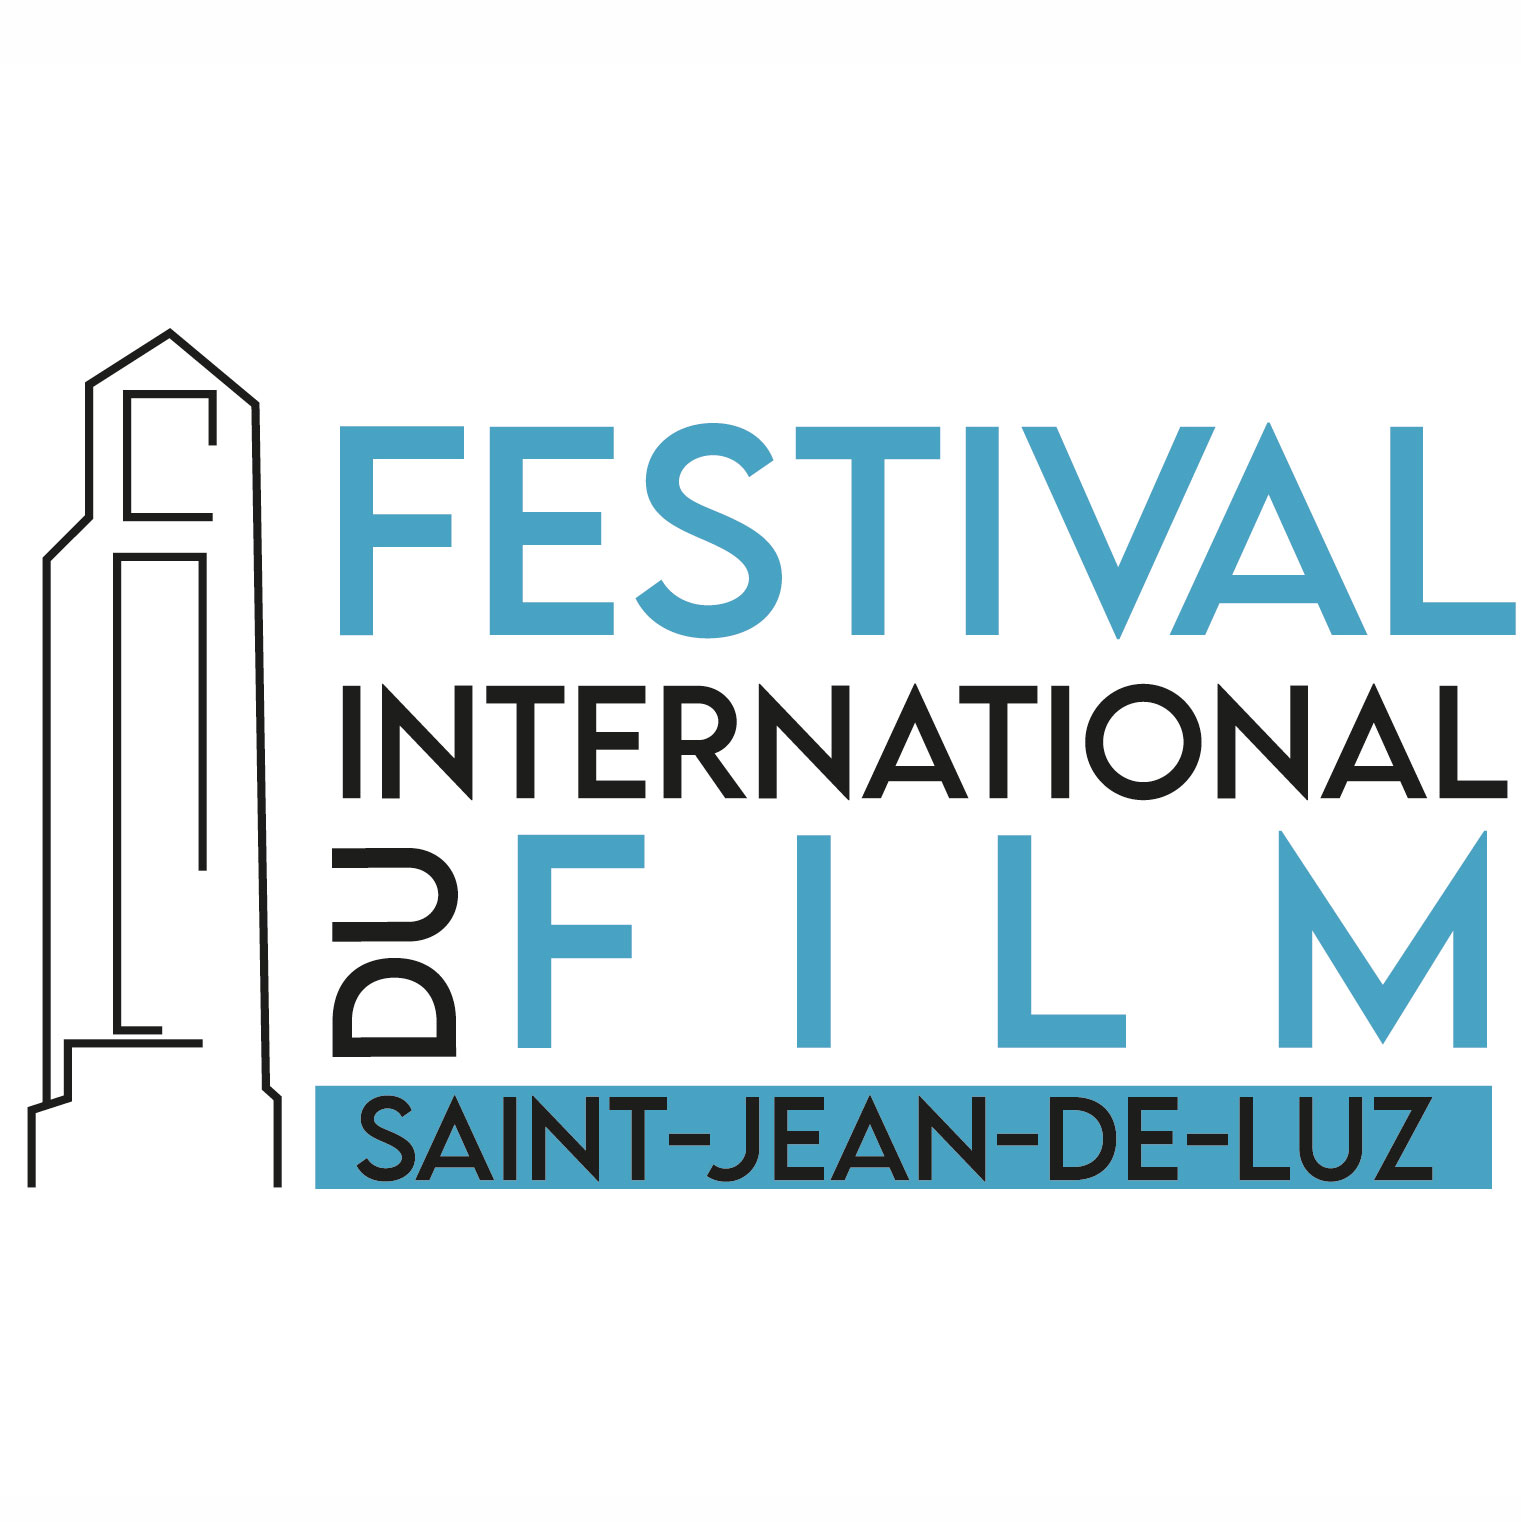 FESTIVAL
INTERNATIONAL
DU FILM
SAINT-JEAN-DE-LUZ